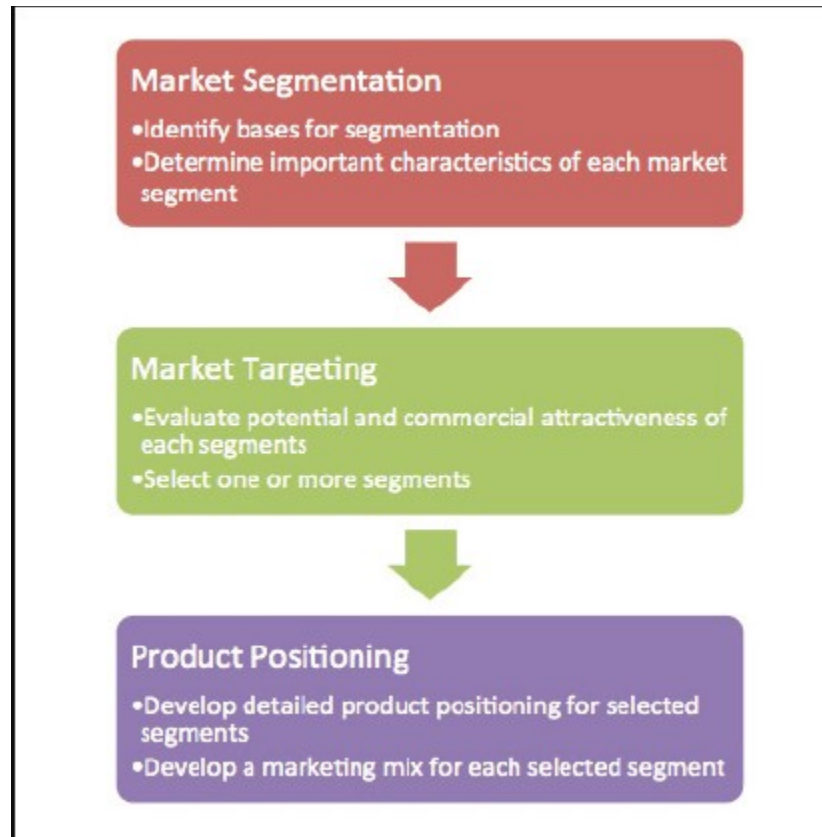 Market Segmentation
•Identify bases for segmentation
•Determine important characteristics of each market
segment
Market Targeting
•Evaluate potential and commercial attractiveness of
each segments
•Select one or more segments
Product Positioning
•Develop detailed product positioning for selected
segments
•Develop a marketing mix for each selected segment